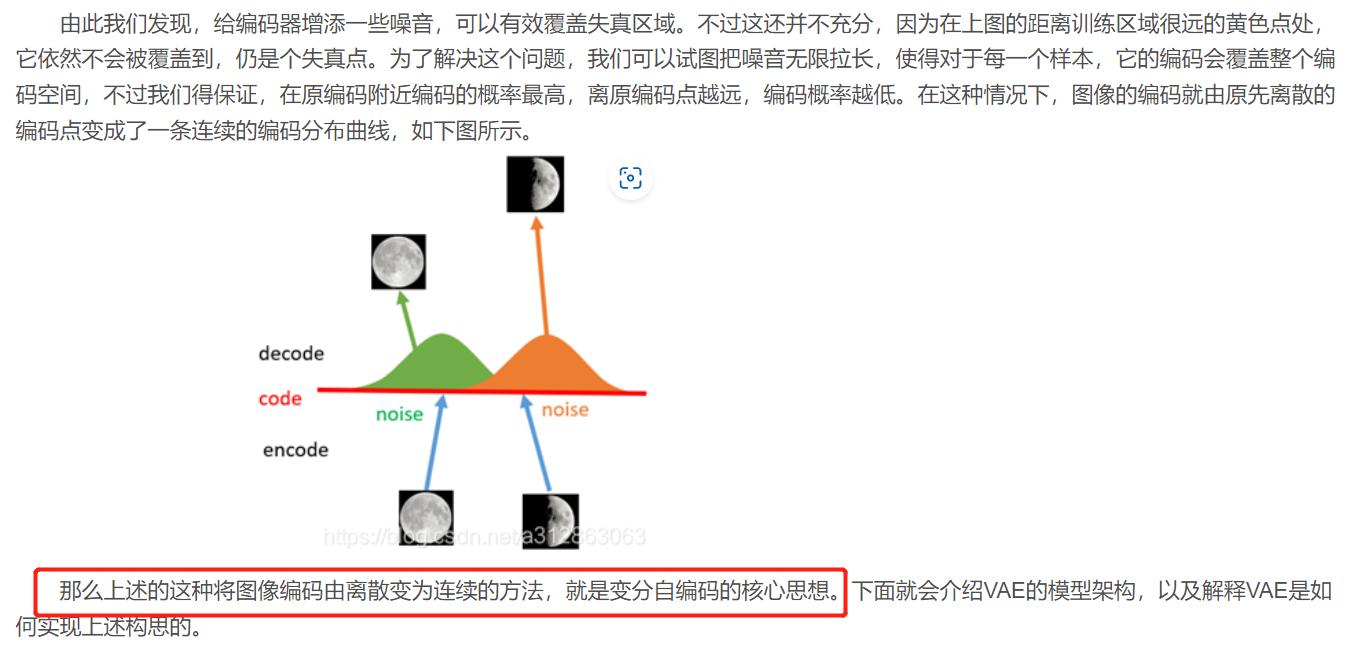 由此我们发现，给编码器增添一些噪音，可以有效覆盖失真区域。不过这还并不充分，因为在上图的距离训练区域很远的黄色点处，
它依然不会被覆盖到，仍是个失真点。为了解决这个问题，我们可以试图把噪音无限拉长，使得对于每一个样本，它的编码会覆盖整个编
码空间，不过我们得保证，在原编码附近编码的概率最高，离原编码点越远，编码概率越低。在这种情况下，图像的编码就由原先离散的
编码点变成了一条连续的编码分布曲线，如下图所示。
decode
code
noise
noise
encode
https://blog.csdn.net/a312863063
那么上述的这种将图像编码由离散变为连续的方法，就是变分自编码的核心思想。下面就会介绍VAE的模型架构，以及解释VAE是如
何实现上述构思的。